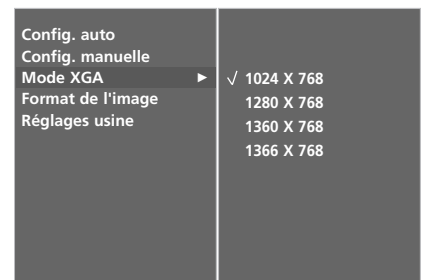 Config. auto
Config. manuelle
Mode XGA ►
Format de l'image
Réglages usine
√ 1024 X 768
1280 X 768
1360 X 768
1366 X 768